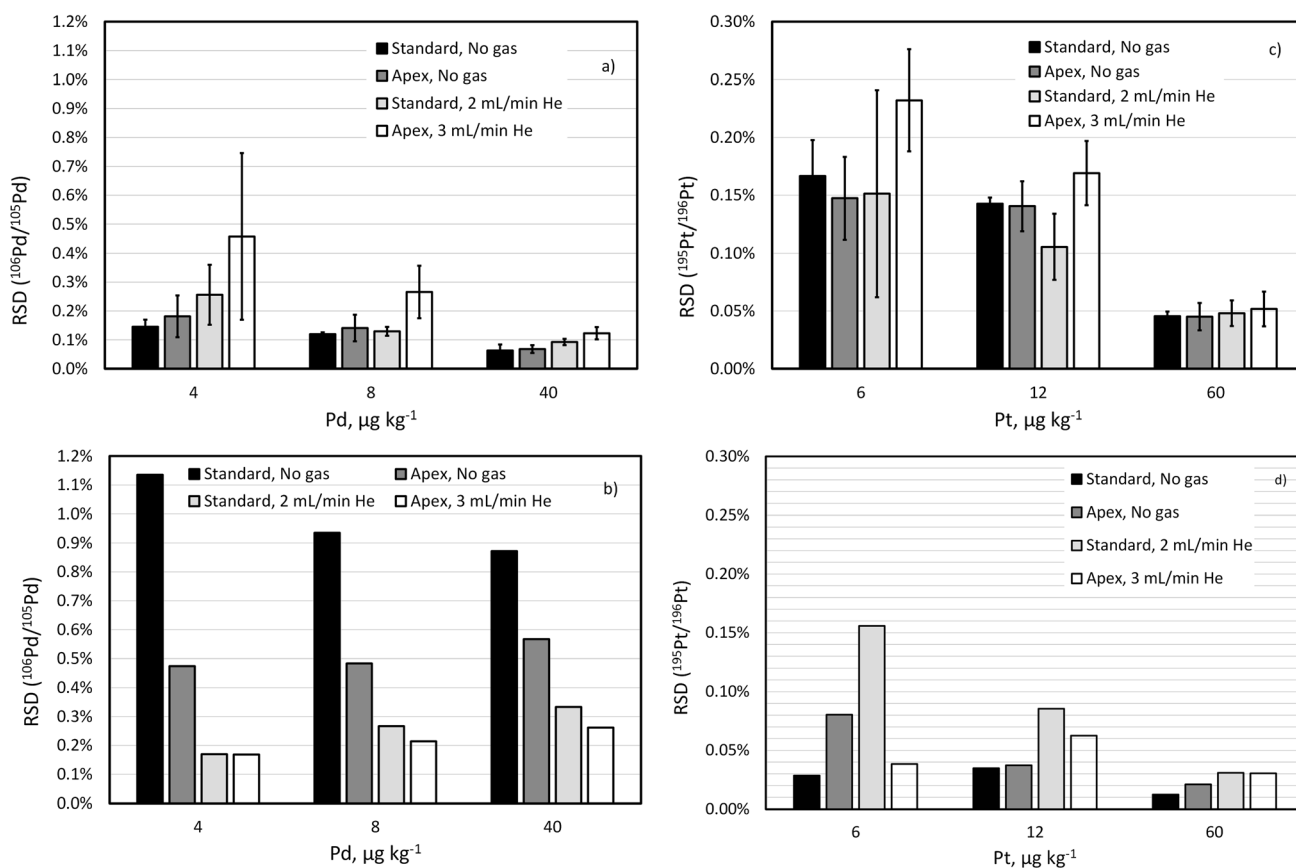 1.2%
1.1%
1.0%
0.9%
0.8%
0.7%
0.6%
0.5%
0.4%
0.3%
0.2%
0.1%
0.0%
RSD (¹⁰⁶Pd/¹⁰⁵Pd)
Standard, No gas
Apex, No gas
Standard, 2 mL/min He
Apex, 3 mL/min He
a)
4 8 40
Pd, µg kg⁻¹
0.30%
0.25%
0.20%
0.15%
0.10%
0.05%
0.00%
RSD (¹⁹⁵Pt/¹⁹⁶Pt)
Standard, No gas
Apex, No gas
Standard, 2 mL/min He
Apex, 3 mL/min He
c)
6 12 60
Pt, µg kg⁻¹
1.2%
1.1%
1.0%
0.9%
0.8%
0.7%
0.6%
0.5%
0.4%
0.3%
0.2%
0.1%
0.0%
RSD (¹⁰⁶Pd/¹⁰⁵Pd)
Standard, No gas Apex, No gas
Standard, 2 mL/min He Apex, 3 mL/min He
b)
4 8 40
Pd, µg kg⁻¹
0.30%
0.25%
0.20%
0.15%
0.10%
0.05%
0.00%
RSD (¹⁹⁵Pt/¹⁹⁶Pt)
Standard, No gas
Apex, No gas
Standard, 2 mL/min He
Apex, 3 mL/min He
d)
6 12 60
Pt, µg kg⁻¹